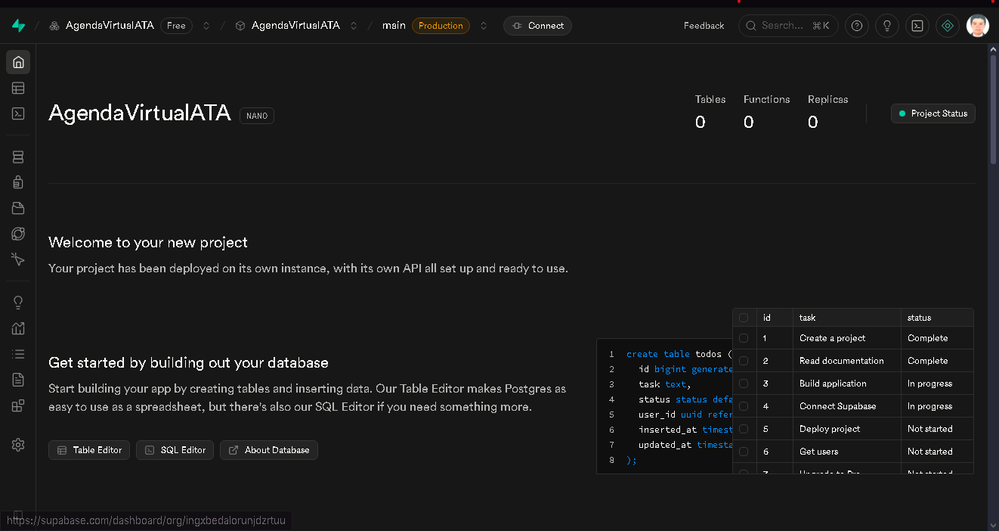 AgendaVirtualATA Free AgendaVirtualATA main Production Connect Feedback Search... ⌘K
AgendaVirtualATA NANO
Tables Functions Replicas
0 0 0
Project Status
Welcome to your new project
Your project has been deployed on its own instance, with its own API all set up and ready to use.
Get started by building out your database
Start building your app by creating tables and inserting data. Our Table Editor makes Postgres as
easy to use as a spreadsheet, but there's also our SQL Editor if you need something more.
Table Editor SQL Editor About Database
1 create table todos (
2 id bigint generate
3 task text,
4 status status defa
5 user_id uuid refer
6 inserted_at timest
7 updated_at timesta
8 );
id task status
1 Create a project Complete
2 Read documentation Complete
3 Build application In progress
4 Connect Supabase In progress
5 Deploy project Not started
6 Get users Not started
7 Upgrade to Pro Not started
https://supabase.com/dashboard/org/ingxbedalorunjdzrtuu